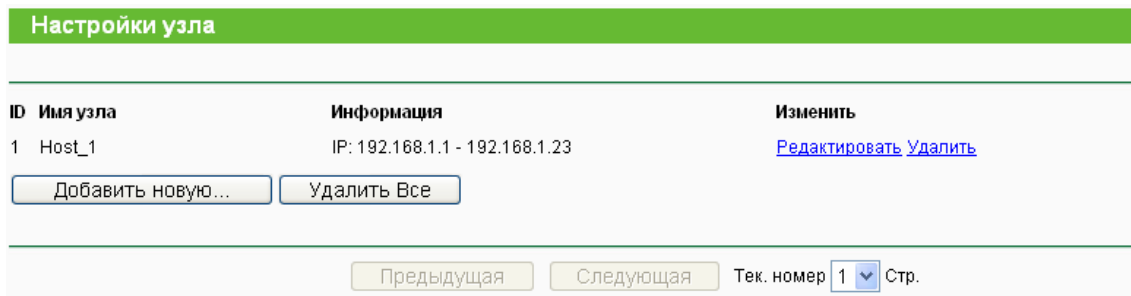 Настройки узла
ID Имя узла Информация Изменить
1 Host_1 IP: 192.168.1.1 - 192.168.1.23 Редактировать Удалить
Добавить новую... Удалить Все
Предыдущая Следующая Тек. номер 1 Стр.